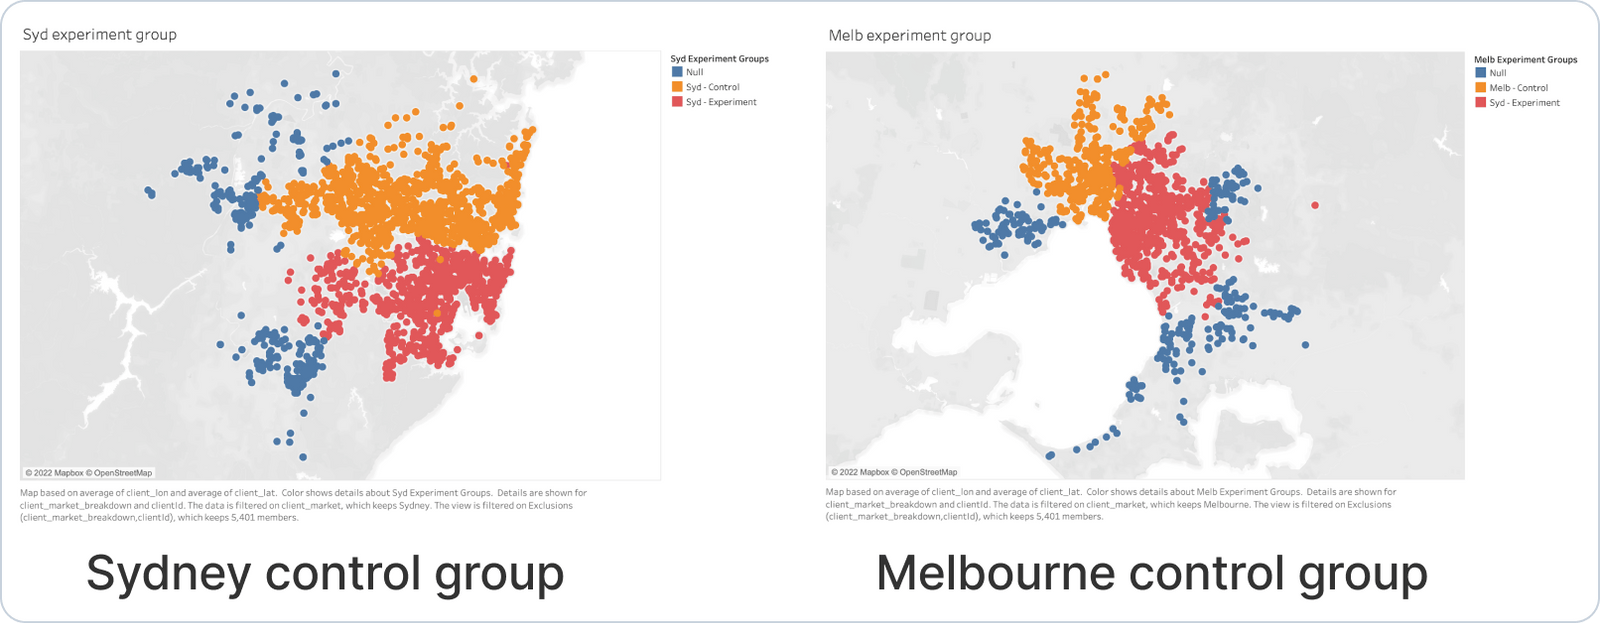 Syd experiment group
Syd Experiment Groups
Null
Syd - Control
Syd - Experiment
© 2022 Mapbox © OpenStreetMap
Map based on average of client_lon and average of client_lat. Color shows details about Syd Experiment Groups. Details are shown for
client_market_breakdown and clientId. The data is filtered on client_market, which keeps Sydney. The view is filtered on Exclusions
(client_market_breakdown,clientId), which keeps 5,401 members.
Sydney control group
Melb experiment group
Melb Experiment Groups
Null
Melb - Control
Syd - Experiment
© 2022 Mapbox © OpenStreetMap
Map based on average of client_lon and average of client_lat. Color shows details about Melb Experiment Groups. Details are shown for
client_market_breakdown and clientId. The data is filtered on client_market, which keeps Melbourne. The view is filtered on Exclusions
(client_market_breakdown,clientId), which keeps 5,401 members.
Melbourne control group